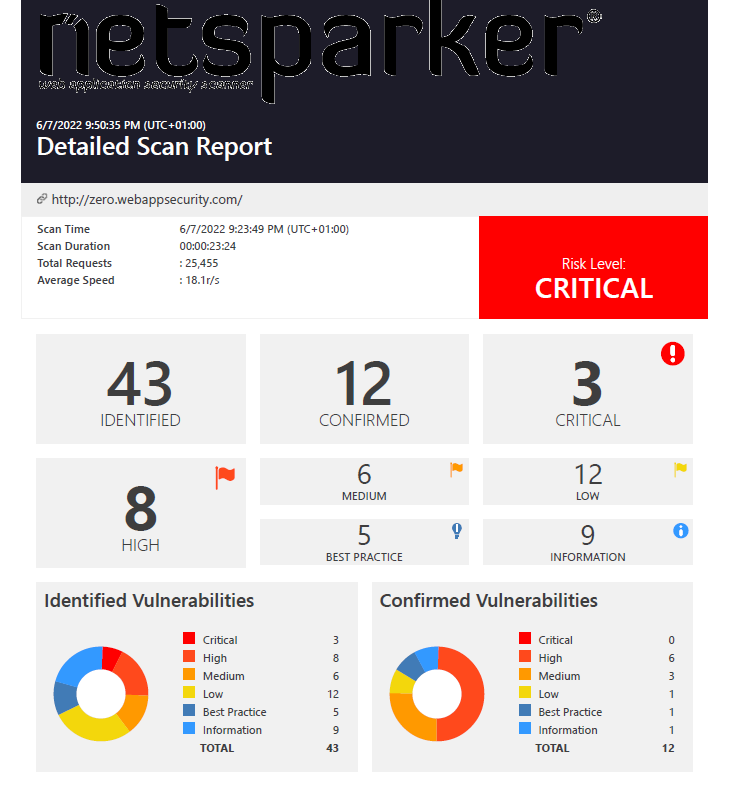 netsparker®
web application security scanner
6/7/2022 9:50:35 PM (UTC+01:00)
Detailed Scan Report
http://zero.webappsecurity.com/
Scan Time 6/7/2022 9:23:49 PM (UTC+01:00)
Scan Duration 00:00:23:24
Total Requests : 25,455
Average Speed : 18.1r/s
Risk Level:
CRITICAL
43
IDENTIFIED
12
CONFIRMED
3
CRITICAL
8
HIGH
6
MEDIUM
12
LOW
5
BEST PRACTICE
9
INFORMATION
Identified Vulnerabilities
Critical 3
High 8
Medium 6
Low 12
Best Practice 5
Information 9
TOTAL 43
Confirmed Vulnerabilities
Critical 0
High 6
Medium 3
Low 1
Best Practice 1
Information 1
TOTAL 12